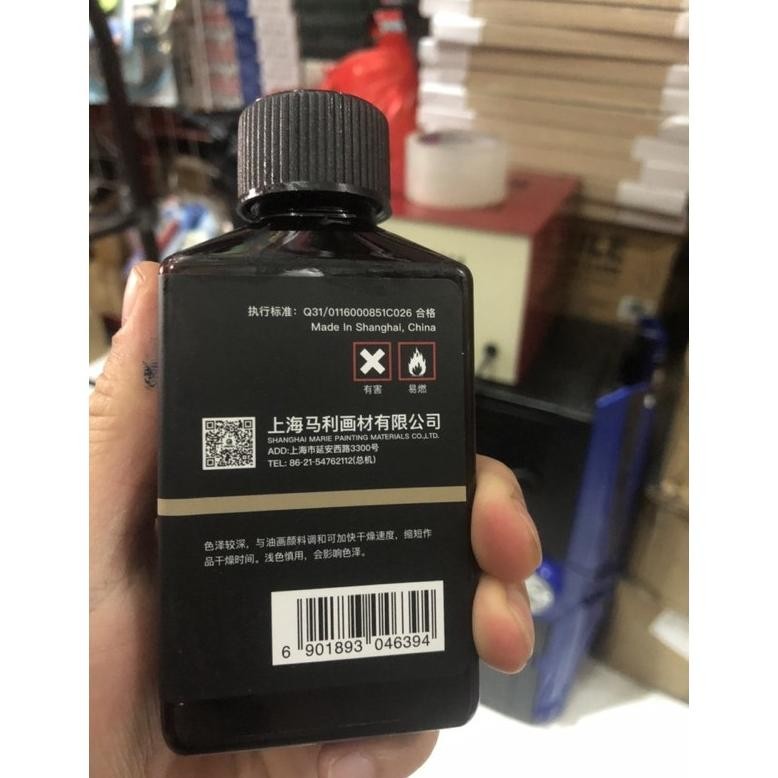 执行标准：Q31/0116000851C026 合格
Made In Shanghai, China
有害 易燃
上海马利画材有限公司
SHANGHAI MARIE PAINTING MATERIALS CO.,LTD.
ADD:上海市延安西路3300号
TEL: 86-21-54762112(总机)
色泽较深，与油画颜料调和可加快干燥速度，缩短作
品干燥时间。浅色慎用，会影响色泽。
6 901893 046394